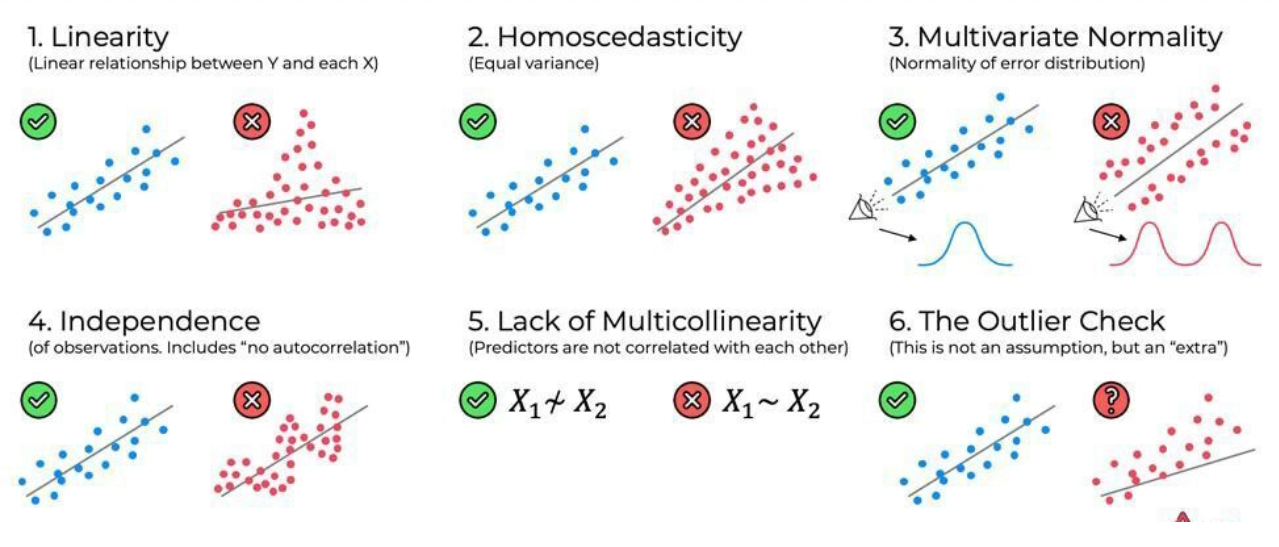 1. Linearity
(Linear relationship between Y and each X)
2. Homoscedasticity
(Equal variance)
3. Multivariate Normality
(Normality of error distribution)
4. Independence
(of observations. Includes “no autocorrelation”)
5. Lack of Multicollinearity
(Predictors are not correlated with each other)
X₁ ≁ X₂
X₁ ~ X₂
6. The Outlier Check
(This is not an assumption, but an “extra”)
?